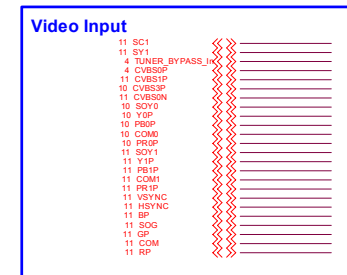 Video Input
11 SC1
11 SY1
4 TUNER_BYPASS_In
4 CVBS0P
11 CVBS1P
10 CVBS3P
11 CVBS0N
10 SOY0
10 Y0P
10 PB0P
10 COM0
10 PR0P
11 SOY1
11 Y1P
11 PB1P
11 COM1
11 PR1P
11 VSYNC
11 HSYNC
11 BP
11 SOG
11 GP
11 COM
11 RP